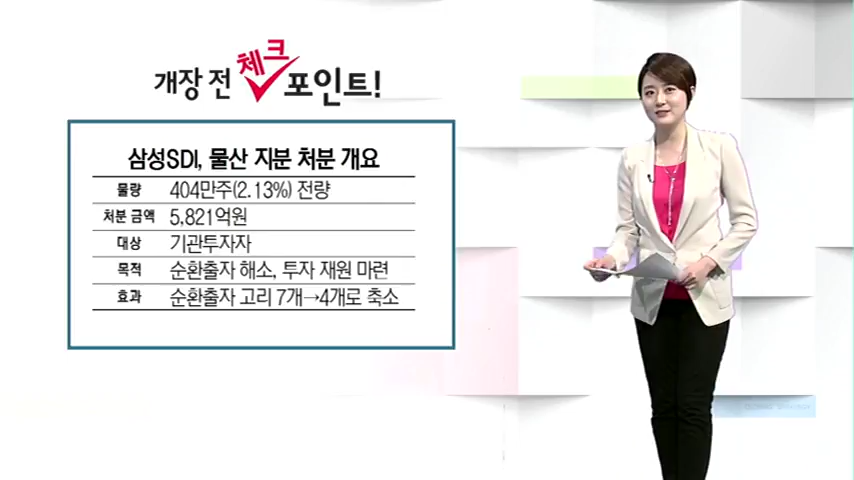 개장 전 체크 포인트!
삼성SDI, 물산 지분 처분 개요
물량 404만주(2.13%) 전량
처분 금액 5,821억원
대상 기관투자자
목적 순환출자 해소, 투자 재원 마련
효과 순환출자 고리 7개→4개로 축소